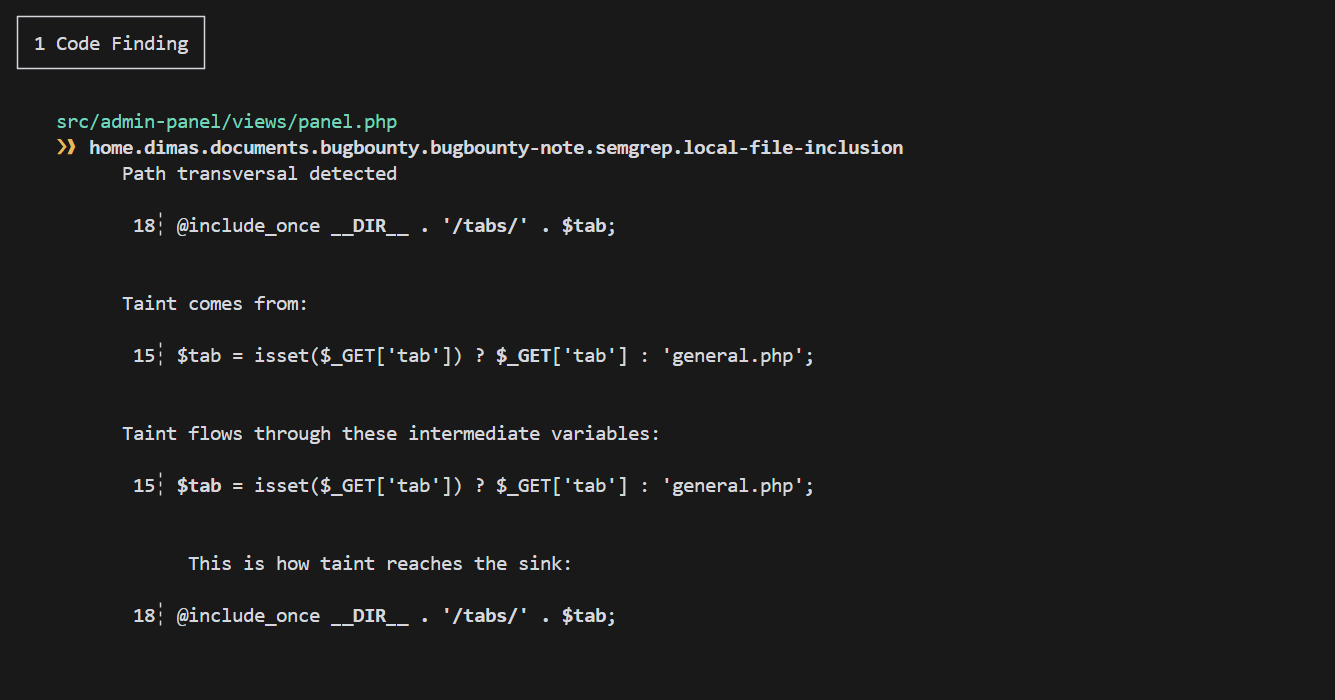 1 Code Finding
src/admin-panel/views/panel.php
❯❯ home.dimas.documents.bugbounty.bugbounty-note.semgrep.local-file-inclusion
Path transversal detected
18┆ @include_once __DIR__ . '/tabs/' . $tab;
Taint comes from:
15┆ $tab = isset($_GET['tab']) ? $_GET['tab'] : 'general.php';
Taint flows through these intermediate variables:
15┆ $tab = isset($_GET['tab']) ? $_GET['tab'] : 'general.php';
This is how taint reaches the sink:
18┆ @include_once __DIR__ . '/tabs/' . $tab;